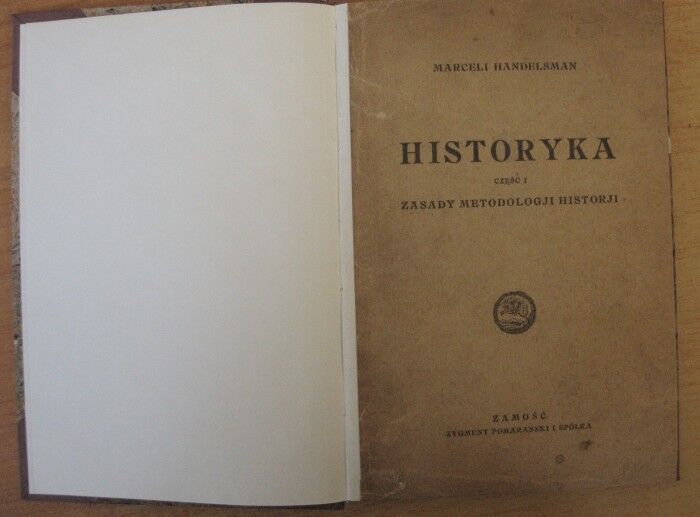 MARCELI HANDELSMAN
HISTORYKA
CZĘŚĆ I
ZASADY METODOLOGJI HISTORJI
ZAMOŚĆ
ZYGMUNT POMARAŃSKI I SPÓŁKA